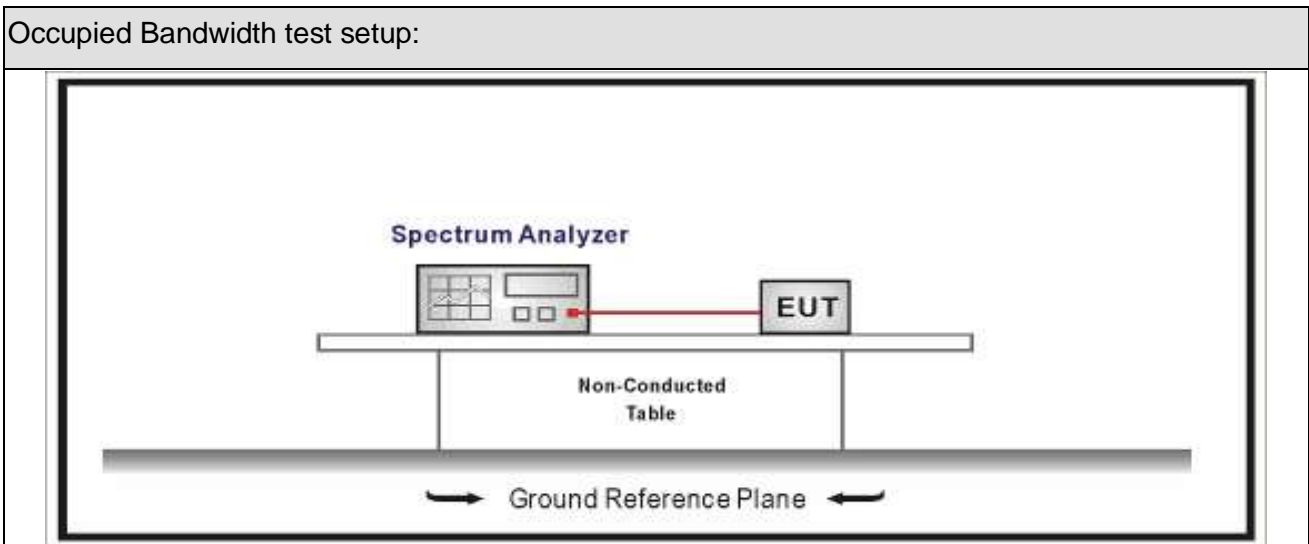 Occupied Bandwidth test setup:
Spectrum Analyzer
EUT
Non-Conducted
Table
Ground Reference Plane